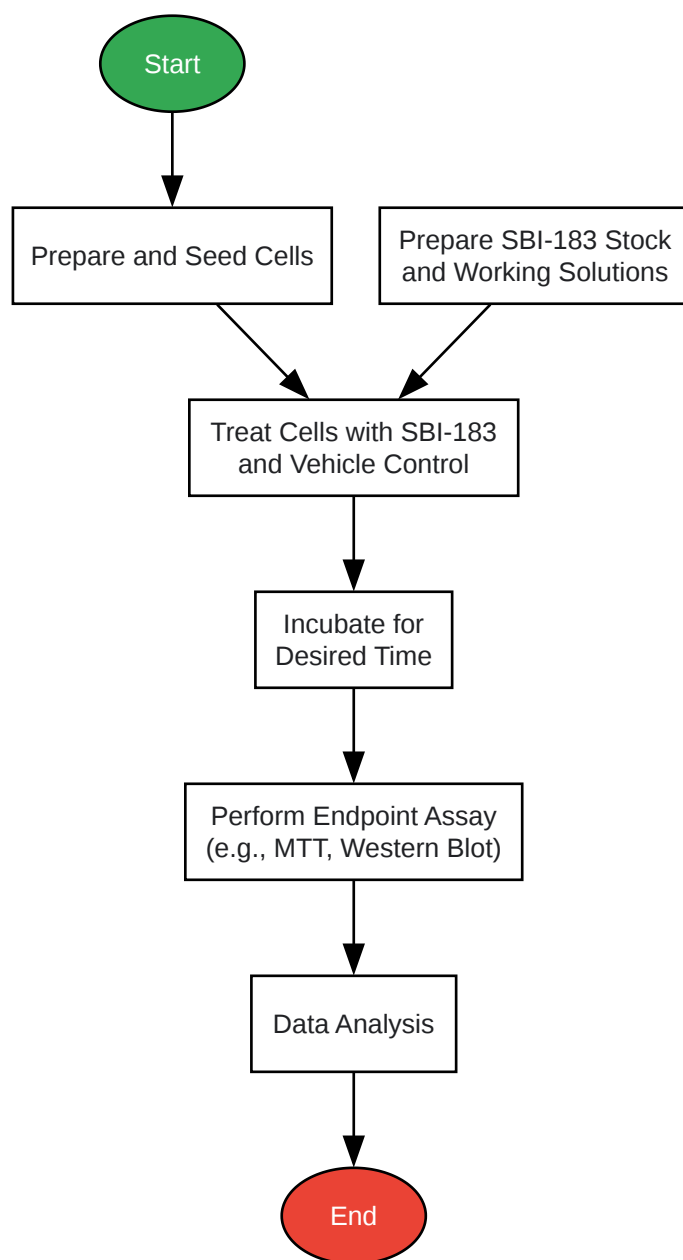 Start
Prepare and Seed Cells
Prepare SBI-183 Stock
and Working Solutions
Treat Cells with SBI-183
and Vehicle Control
Incubate for
Desired Time
Perform Endpoint Assay
(e.g., MTT, Western Blot)
Data Analysis
End